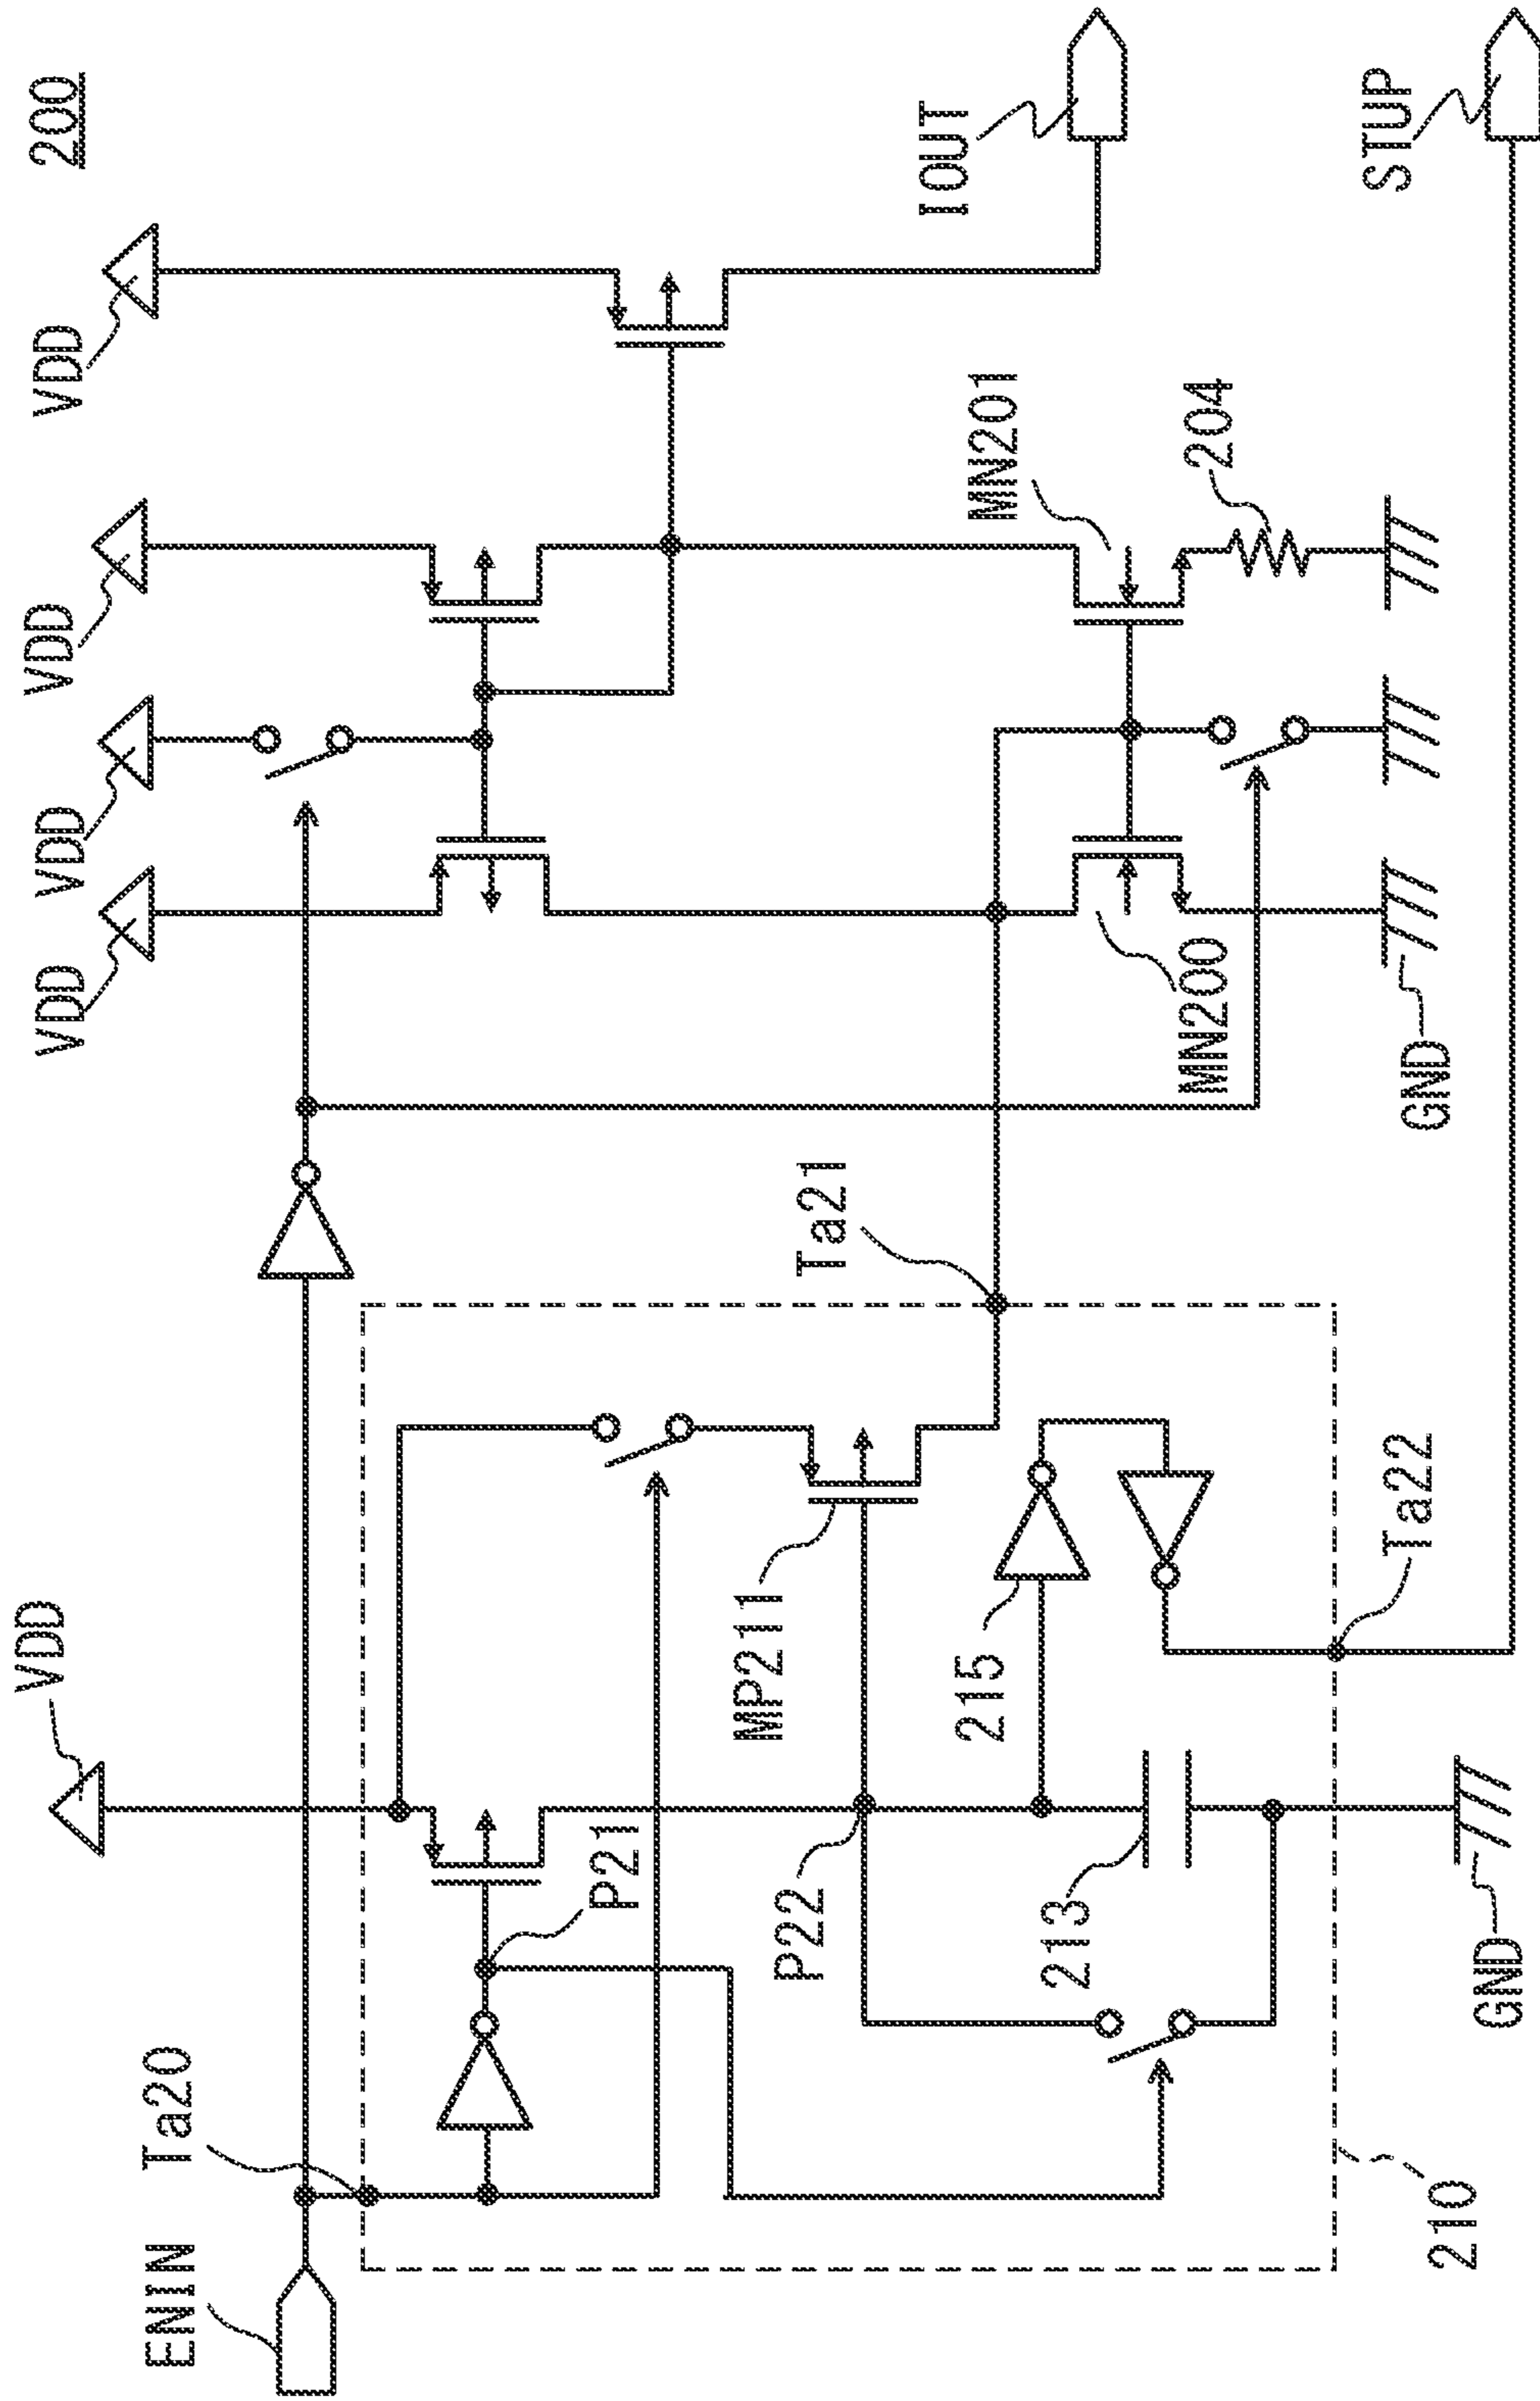 200
VDD
VDD
VDD
VDD
VDD
ENIN
Ta20
P21
P22
MP211
213
215
Ta21
Ta22
210
GND
MN200
MN201
204
GND
IOUT
STUP